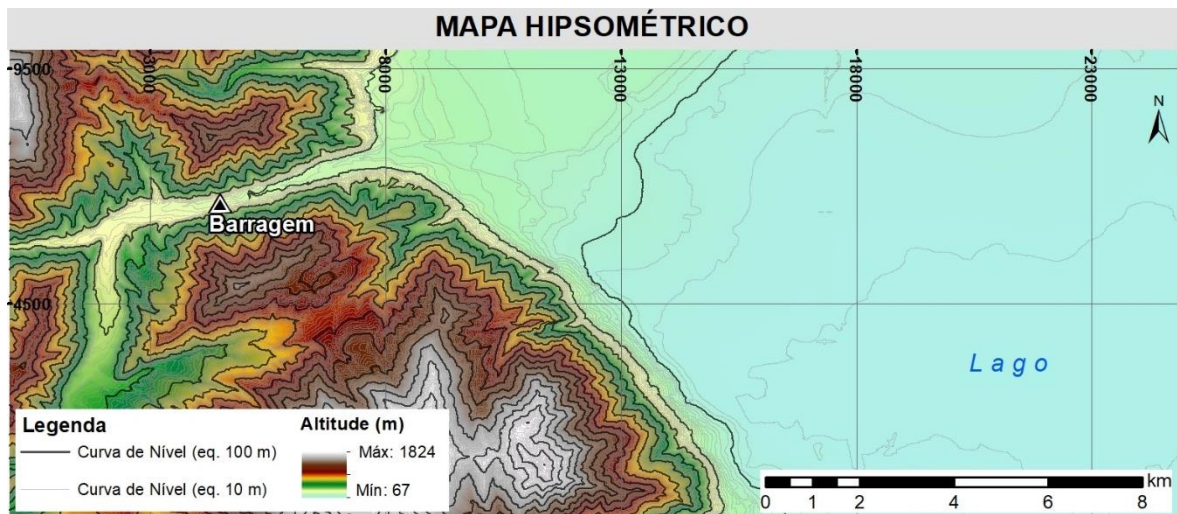 MAPA HIPSOMÉTRICO
9500
3000
8000
13000
18000
23000
N
Barragem
4500
Lago
Legenda
Curva de Nível (eq. 100 m)
Curva de Nível (eq. 10 m)
Altitude (m)
Máx: 1824
Mín: 67
km
0 1 2 4 6 8